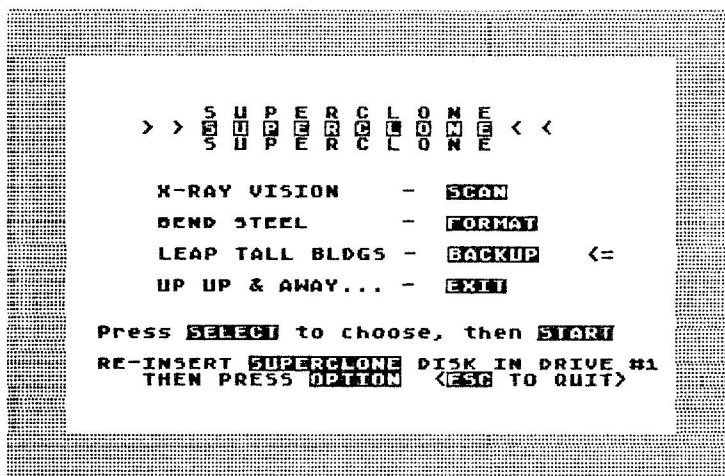 S U P E R C L O N E
> > S U P E R C L O N E < <
S U P E R C L O N E
X-RAY VISION - SCAN
BEND STEEL - FORMAT
LEAP TALL BLDGS - BACKUP <=
UP UP & AWAY... - EXIT
Press SELECT to choose, then START
RE-INSERT SUPERCLONE DISK IN DRIVE #1
THEN PRESS OPTION <ESC TO QUIT>